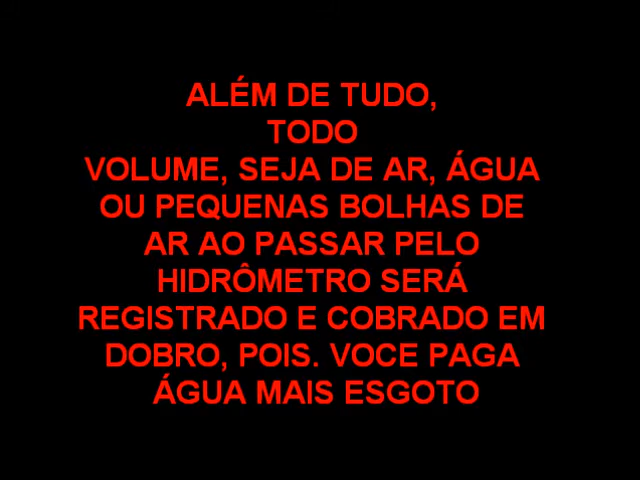 ALÉM DE TUDO,
TODO
VOLUME, SEJA DE AR, ÁGUA
OU PEQUENAS BOLHAS DE
AR AO PASSAR PELO
HIDRÔMETRO SERÁ
REGISTRADO E COBRADO EM
DOBRO, POIS. VOCE PAGA
ÁGUA MAIS ESGOTO